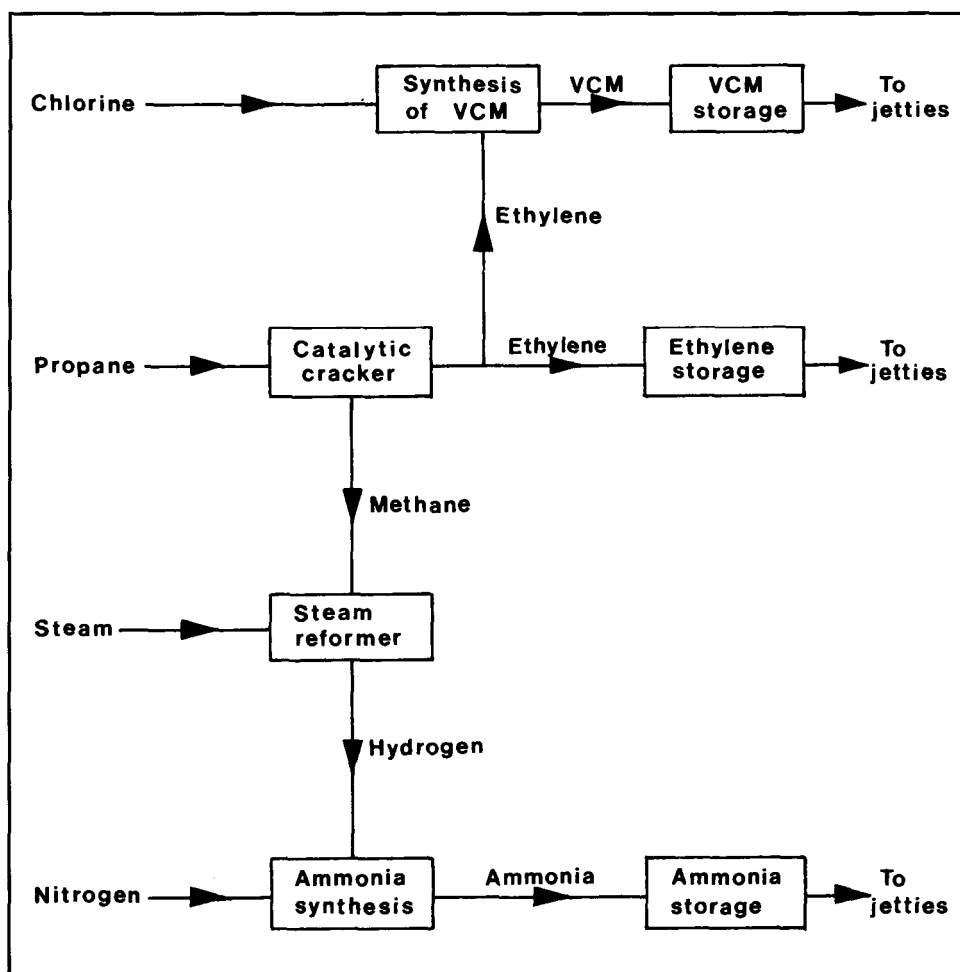 Chlorine
Synthesis
of VCM
VCM
VCM
storage
To
jetties
Ethylene
Propane
Catalytic
cracker
Ethylene
Ethylene
storage
To
jetties
Methane
Steam
Steam
reformer
Hydrogen
Nitrogen
Ammonia
synthesis
Ammonia
Ammonia
storage
To
jetties